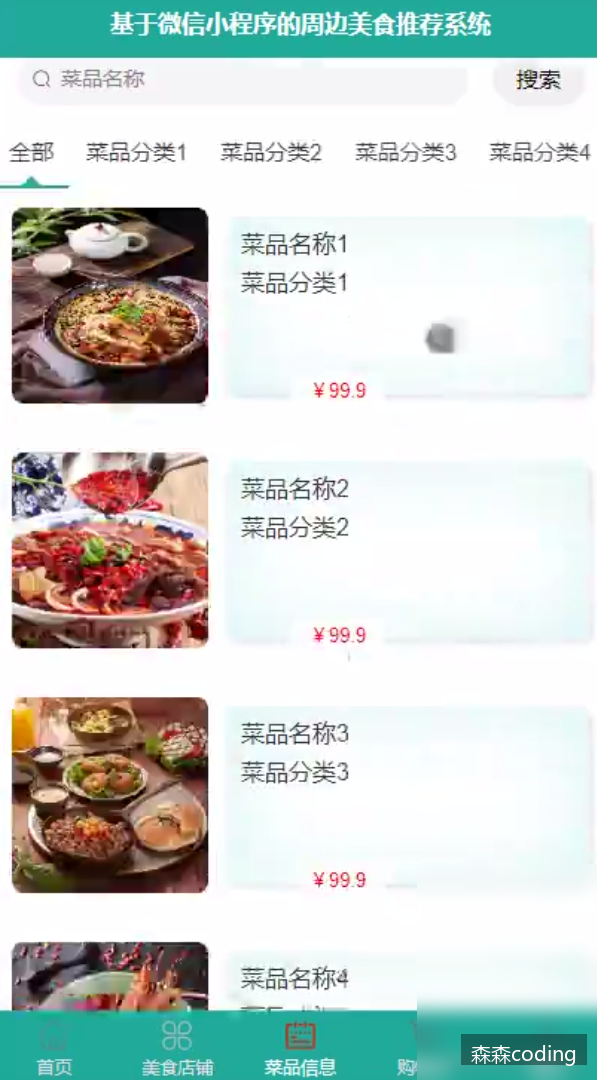 基于微信小程序的周边美食推荐系统
菜品名称
搜索
全部 菜品分类1 菜品分类2 菜品分类3 菜品分类4
菜品名称1
菜品分类1
￥99.9
菜品名称2
菜品分类2
￥99.9
菜品名称3
菜品分类3
￥99.9
菜品名称4
首页 美食店铺 菜品信息 购
森森coding